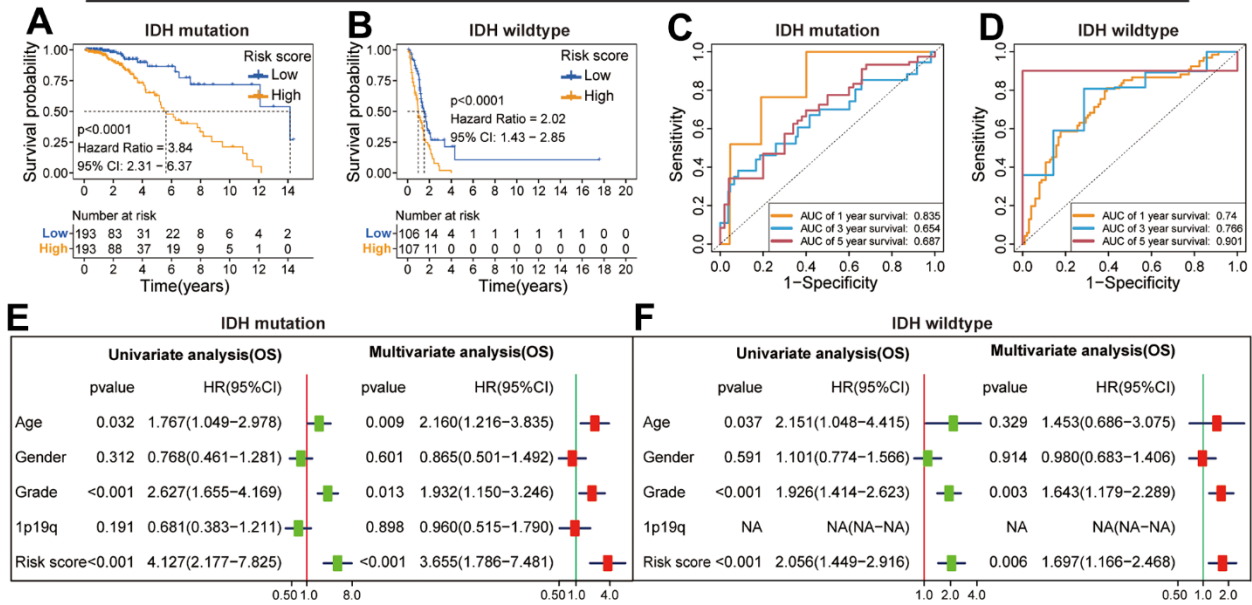 A
IDH mutation
Survival probability
1.00
0.75
0.50
0.25
0.00
Risk score
Low
High
p<0.0001
Hazard Ratio = 3.84
95% CI: 2.31 - 6.37
0 2 4 6 8 10 12 14
Number at risk
Low 193 83 31 22 8 6 4 2
High 193 88 37 19 9 5 1 0
0 2 4 6 8 10 12 14
Time(years)
B
IDH wildtype
Survival probability
1.00
0.75
0.50
0.25
0.00
Risk score
Low
High
p<0.0001
Hazard Ratio = 2.02
95% CI: 1.43 - 2.85
0 2 4 6 8 10 12 14 16 18 20
Number at risk
Low 106 14 4 1 1 1 1 1 1 0 0
High 107 11 0 0 0 0 0 0 0 0 0
0 2 4 6 8 10 12 14 16 18 20
Time(years)
C
IDH mutation
Sensitivity
1.0
0.8
0.6
0.4
0.2
0.0
AUC of 1 year survival: 0.835
AUC of 3 year survival: 0.654
AUC of 5 year survival: 0.687
0.0 0.2 0.4 0.6 0.8 1.0
1−Specificity
D
IDH wildtype
Sensitivity
1.0
0.8
0.6
0.4
0.2
0.0
AUC of 1 year survival: 0.74
AUC of 3 year survival: 0.766
AUC of 5 year survival: 0.901
0.0 0.2 0.4 0.6 0.8 1.0
1−Specificity
E
IDH mutation
Univariate analysis(OS) Multivariate analysis(OS)
pvalue HR(95%CI) pvalue HR(95%CI)
Age 0.032 1.767(1.049−2.978) 0.009 2.160(1.216−3.835)
Gender 0.312 0.768(0.461−1.281) 0.601 0.865(0.501−1.492)
Grade <0.001 2.627(1.655−4.169) 0.013 1.932(1.150−3.246)
1p19q 0.191 0.681(0.383−1.211) 0.898 0.960(0.515−1.790)
Risk score <0.001 4.127(2.177−7.825) <0.001 3.655(1.786−7.481)
0.50 1.0 8.0 0.50 1.0 4.0
F
IDH wildtype
Univariate analysis(OS) Multivariate analysis(OS)
pvalue HR(95%CI) pvalue HR(95%CI)
Age 0.037 2.151(1.048−4.415) 0.329 1.453(0.686−3.075)
Gender 0.591 1.101(0.774−1.566) 0.914 0.980(0.683−1.406)
Grade <0.001 1.926(1.414−2.623) 0.003 1.643(1.179−2.289)
1p19q NA NA(NA−NA) NA NA(NA−NA)
Risk score <0.001 2.056(1.449−2.916) 0.006 1.697(1.166−2.468)
1.0 2.0 4.0 0.50 1.0 2.0